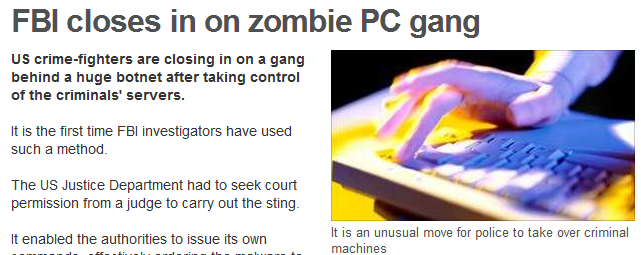 FBI closes in on zombie PC gang
US crime-fighters are closing in on a gang
behind a huge botnet after taking control
of the criminals' servers.
It is the first time FBI investigators have used
such a method.
The US Justice Department had to seek court
permission from a judge to carry out the sting.
It enabled the authorities to issue its own
commands, effectively ordering the malware to
It is an unusual move for police to take over criminal
machines